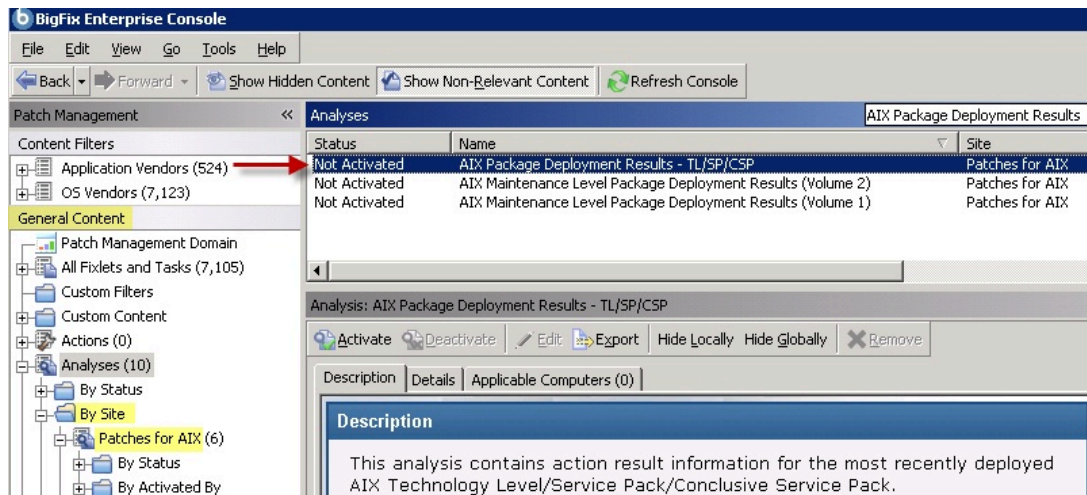 BigFix Enterprise Console
File Edit View Go Tools Help
Back Forward Show Hidden Content Show Non-Relevant Content Refresh Console
Patch Management «
Content Filters
Application Vendors (524)
OS Vendors (7,123)
General Content
Patch Management Domain
All Fixlets and Tasks (7,105)
Custom Filters
Custom Content
Actions (0)
Analyses (10)
By Status
By Site
Patches for AIX (6)
By Status
By Activated By
Analyses AIX Package Deployment Results
Status Name Site
Not Activated AIX Package Deployment Results - TL/SP/CSP Patches for AIX
Not Activated AIX Maintenance Level Package Deployment Results (Volume 2) Patches for AIX
Not Activated AIX Maintenance Level Package Deployment Results (Volume 1) Patches for AIX
Analysis: AIX Package Deployment Results - TL/SP/CSP
Activate Deactivate Edit Export Hide Locally Hide Globally Remove
Description Details Applicable Computers (0)
Description
This analysis contains action result information for the most recently deployed
AIX Technology Level/Service Pack/Conclusive Service Pack.